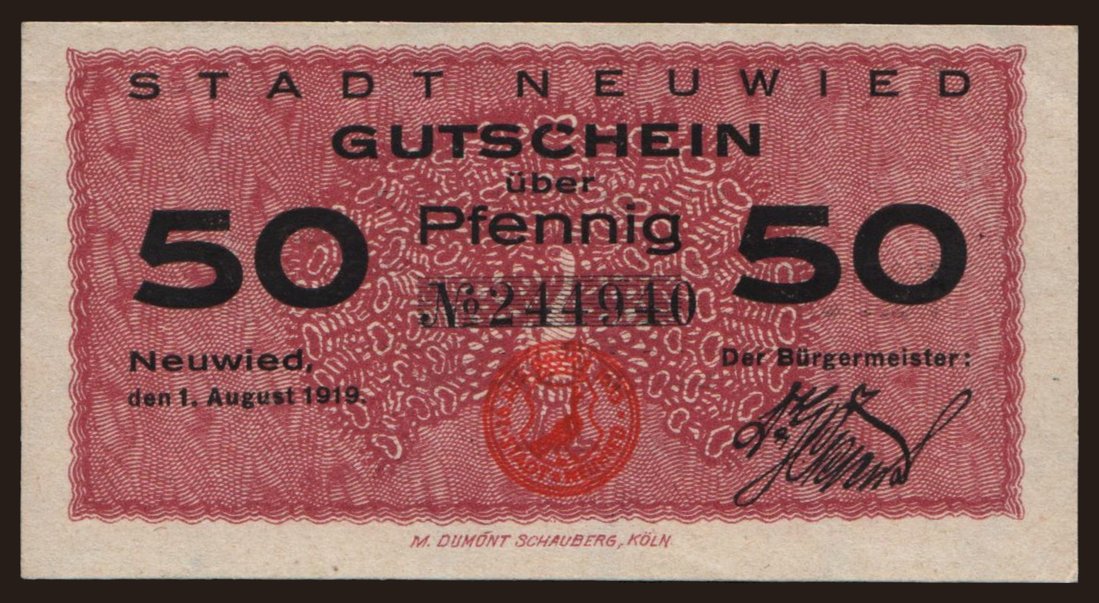 STADT NEUWIED
GUTSCHEIN
über
50 Pfennig 50
№ 244940
Neuwied,
den 1. August 1919.
Der Bürgermeister:
M. DUMONT SCHAUBERG, KÖLN